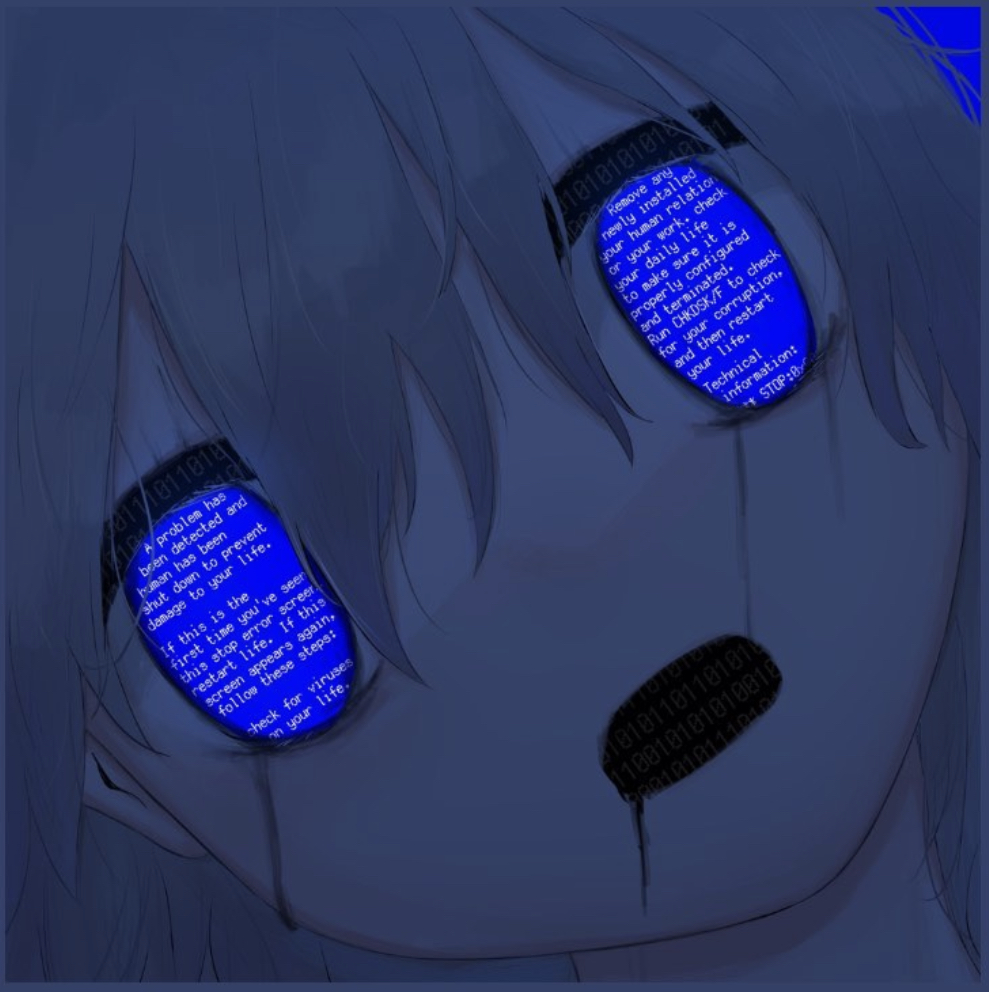 A problem has
been detected and
human has been
shut down to prevent
damage to your life.
If this is the
first time you've seen
this stop error screen,
restart life. If this
screen appears again,
follow these steps:
check for viruses
on your life.
Remove any
newly installed
your human relation
or your work. check
your daily life
to make sure it is
properly configured
and terminated.
Run CHKDSK/F to check
for your corruption,
and then restart
your life.
Technical
information:
STOP:0x